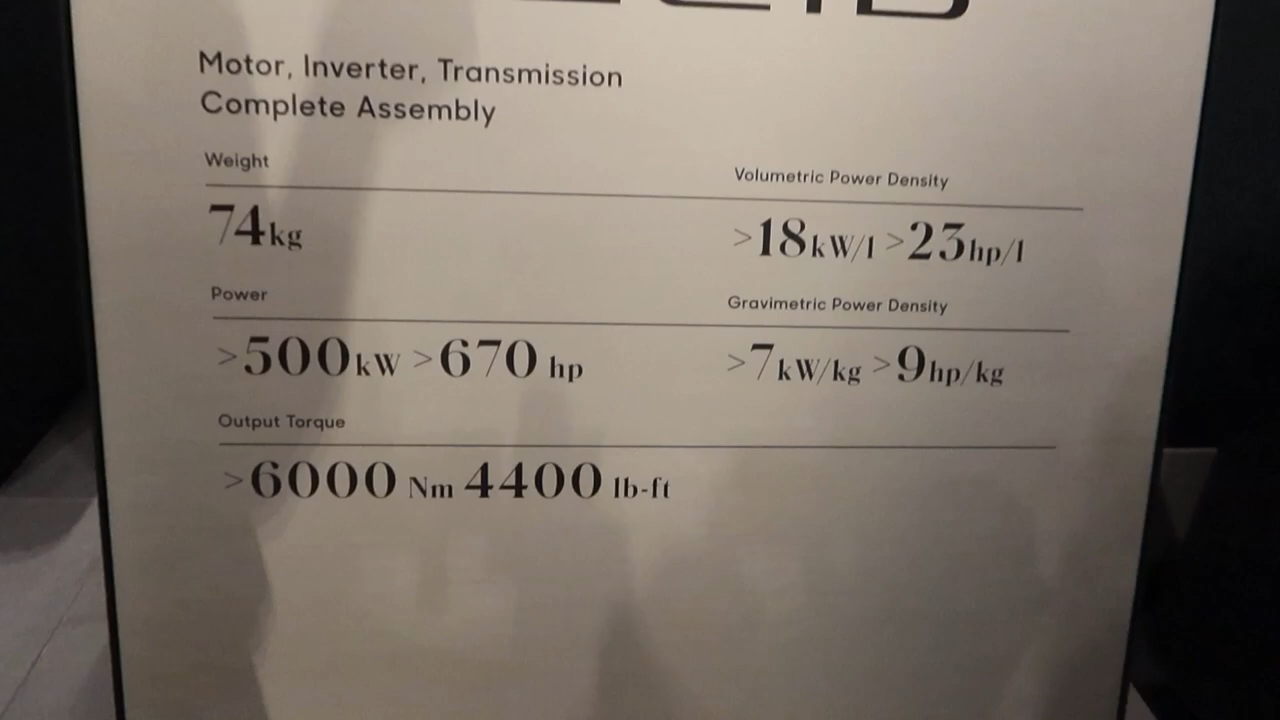 Motor, Inverter, Transmission
Complete Assembly
Weight
74kg
Volumetric Power Density
>18kW/l >23hp/l
Power
>500kW >670 hp
Gravimetric Power Density
>7kW/kg >9hp/kg
Output Torque
>6000 Nm 4400 lb-ft